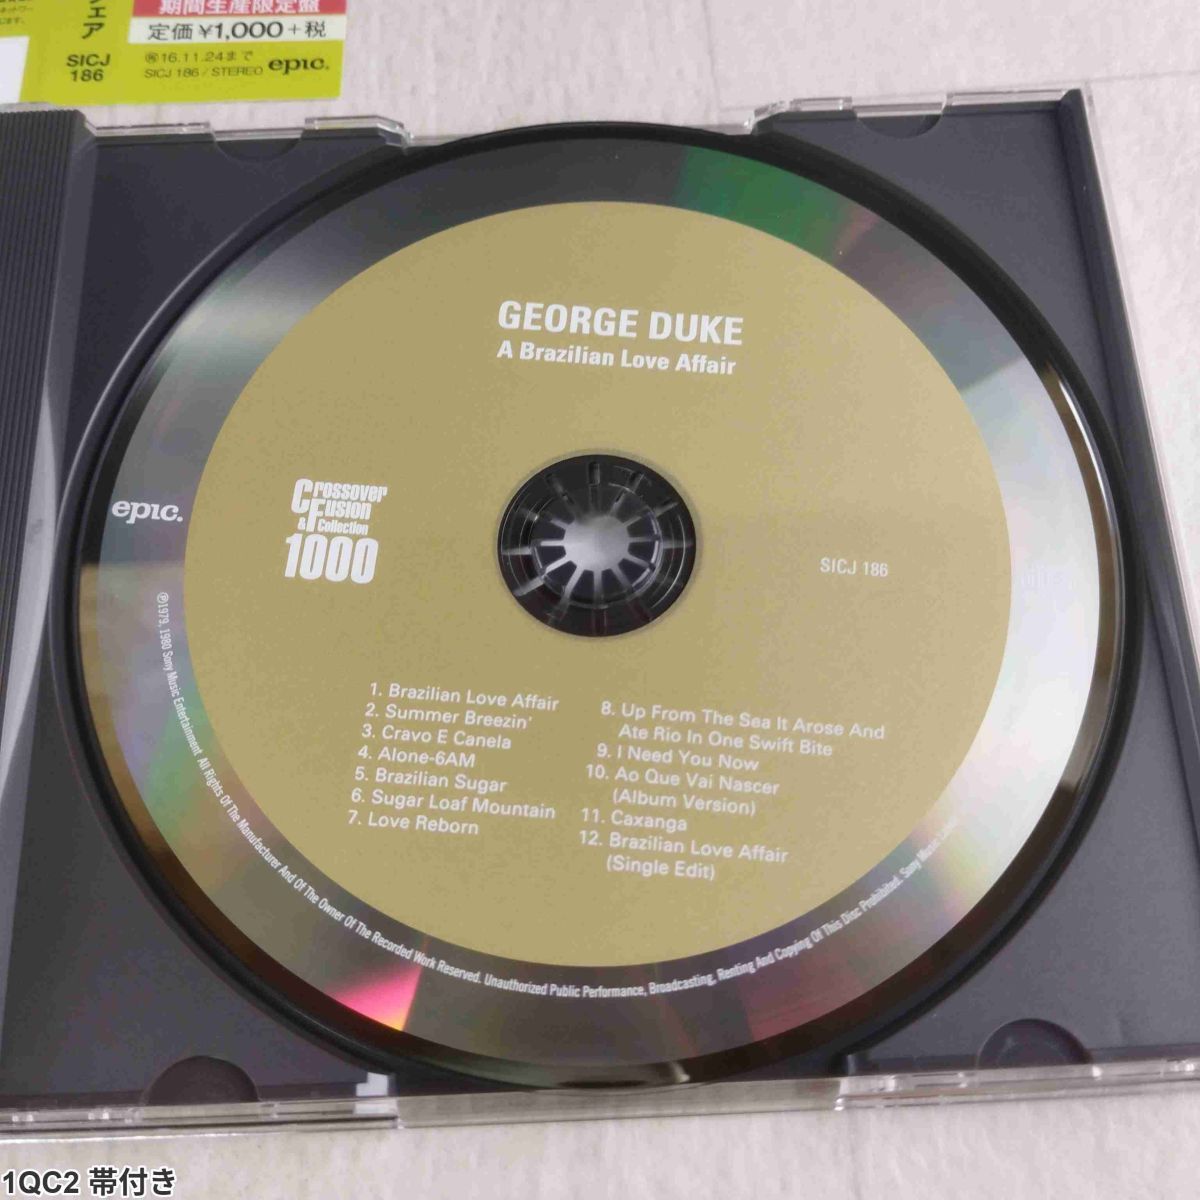 期間生産限定盤
定価¥1,000+税
Ⓡ16.11.24まで
SICJ 186 / STEREO epic.
ェア
SICJ
186
GEORGE DUKE
A Brazilian Love Affair
epic.
Crossover
& Fusion
Collection
1000
SICJ 186
1. Brazilian Love Affair
2. Summer Breezin'
3. Cravo E Canela
4. Alone-6AM
5. Brazilian Sugar
6. Sugar Loaf Mountain
7. Love Reborn
8. Up From The Sea It Arose And
Ate Rio In One Swift Bite
9. I Need You Now
10. Ao Que Vai Nascer
(Album Version)
11. Caxanga
12. Brazilian Love Affair
(Single Edit)
℗1979, 1980 Sony Music Entertainment All Rights Of The Manufacturer And Of The Owner Of The Recorded Work Reserved. Unauthorized Public Performance, Broadcasting, Renting And Copying Of This Disc Prohibited. Sony Music
1QC2 帯付き